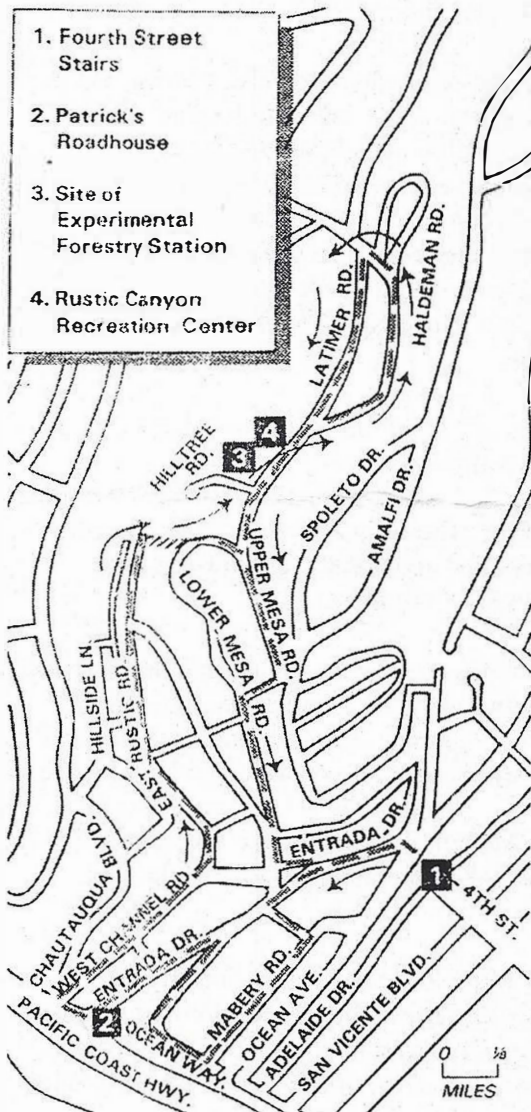 1. Fourth Street
Stairs
2. Patrick's
Roadhouse
3. Site of
Experimental
Forestry Station
4. Rustic Canyon
Recreation Center
LATIMER RD.
HALDEMAN RD.
4
3
HILLTREE
RD.
SPOLETO DR.
AMALFI DR.
UPPER MESA RD.
LOWER MESA
RD.
HILLSIDE LN.
EAST RUSTIC RD.
ENTRADA DR.
1
4TH ST.
CHAUTAUQUA BLVD.
WEST CHANNEL RD
ENTRADA DR.
2
OCEAN WAY.
MABERY RD.
OCEAN AVE.
ADELAIDE DR.
SAN VICENTE BLVD.
PACIFIC COAST HWY.
0 ⅛
MILES